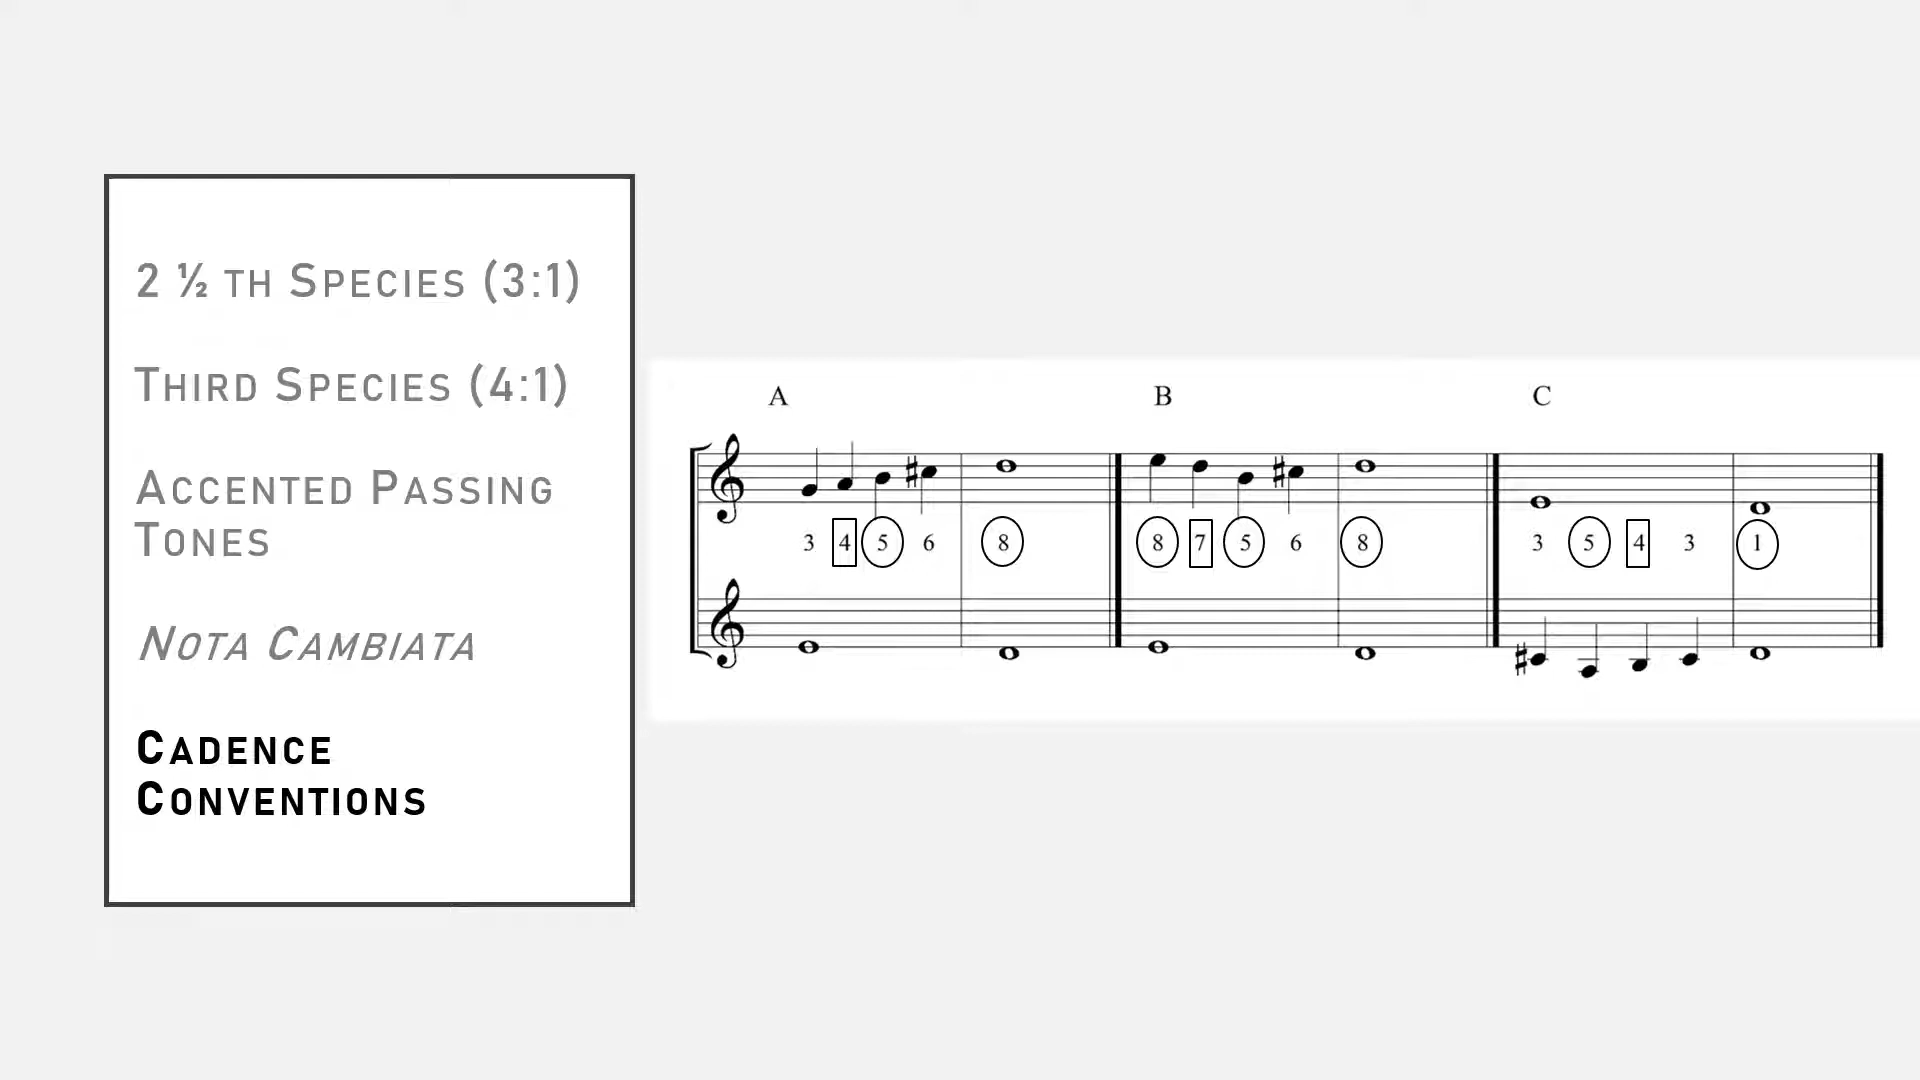 2 ½ th Species (3:1)
Third Species (4:1)
Accented Passing
Tones
Nota Cambiata
Cadence
Conventions
A B C
3 4 5 6 8 8 7 5 6 8 3 5 4 3 1